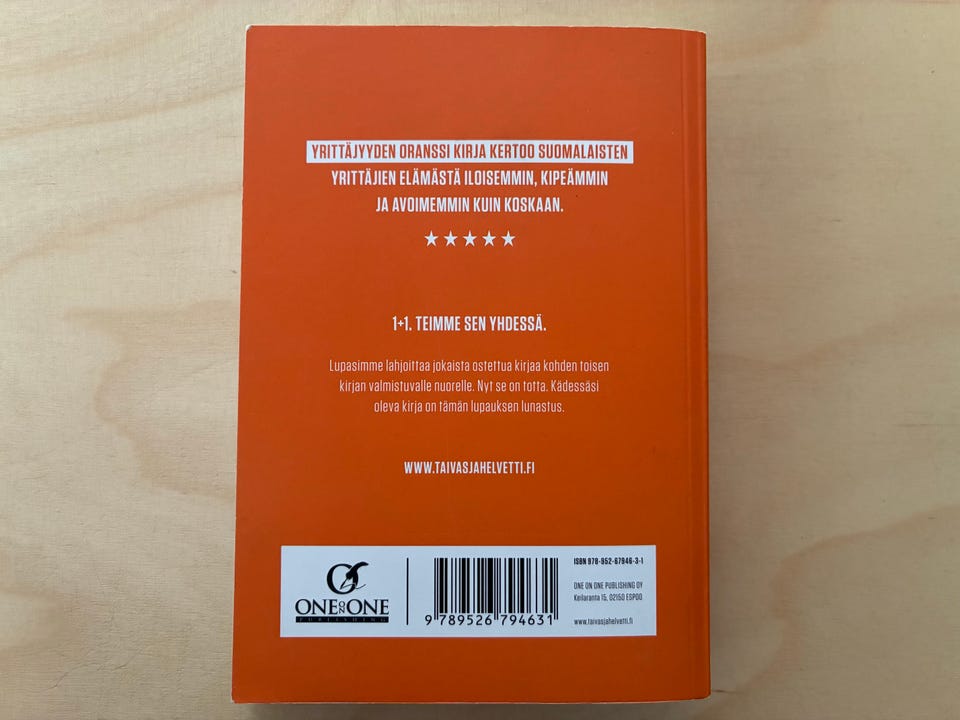 YRITTÄJYYDEN ORANSSI KIRJA KERTOO SUOMALAISTEN
YRITTÄJIEN ELÄMÄSTÄ ILOISEMMIN, KIPEÄMMIN
JA AVOIMEMMIN KUIN KOSKAAN.
1+1. TEIMME SEN YHDESSÄ.
Lupasimme lahjoittaa jokaista ostettua kirjaa kohden toisen
kirjan valmistuvalle nuorelle. Nyt se on totta. Kädessäsi
oleva kirja on tämän lupauksen lunastus.
WWW.TAIVASJAHELVETTI.FI
ONE ON ONE
PUBLISHING
9 789526 794631
ISBN 978-952-67946-3-1
ONE ON ONE PUBLISHING OY
Keilaranta 15, 02150 ESPOO
www.taivasjahelvetti.fi